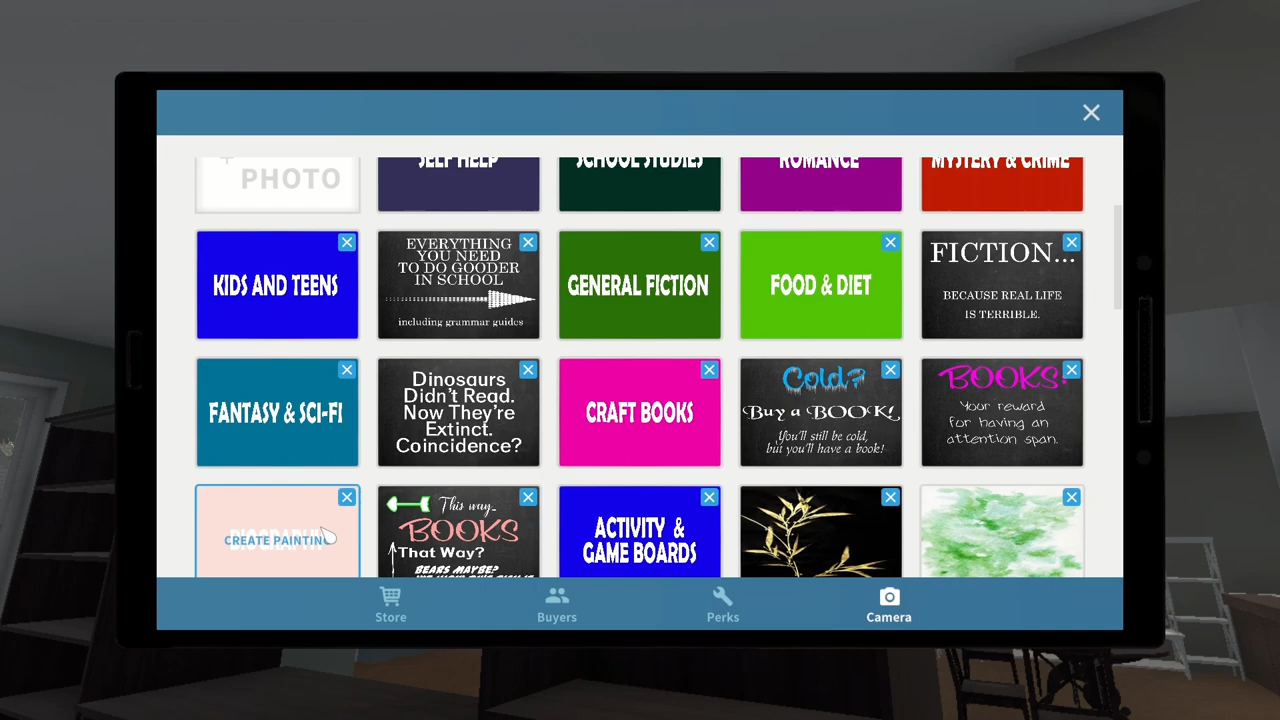 PHOTO
SELF HELP
SCHOOL STUDIES
ROMANCE
MYSTERY & CRIME
KIDS AND TEENS
EVERYTHING
YOU NEED
TO DO GOODER
IN SCHOOL
including grammar guides
GENERAL FICTION
FOOD & DIET
FICTION...
BECAUSE REAL LIFE
IS TERRIBLE.
FANTASY & SCI-FI
Dinosaurs
Didn't Read.
Now They're
Extinct.
Coincidence?
CRAFT BOOKS
Cold?
Buy a BOOK!
You'll still be cold,
but you'll have a book!
BOOKS!
Your reward
for having an
attention span.
CREATE PAINTING
This way..
BOOKS
That Way?
BEARS MAYBE?
ACTIVITY &
GAME BOARDS
Store
Buyers
Perks
Camera